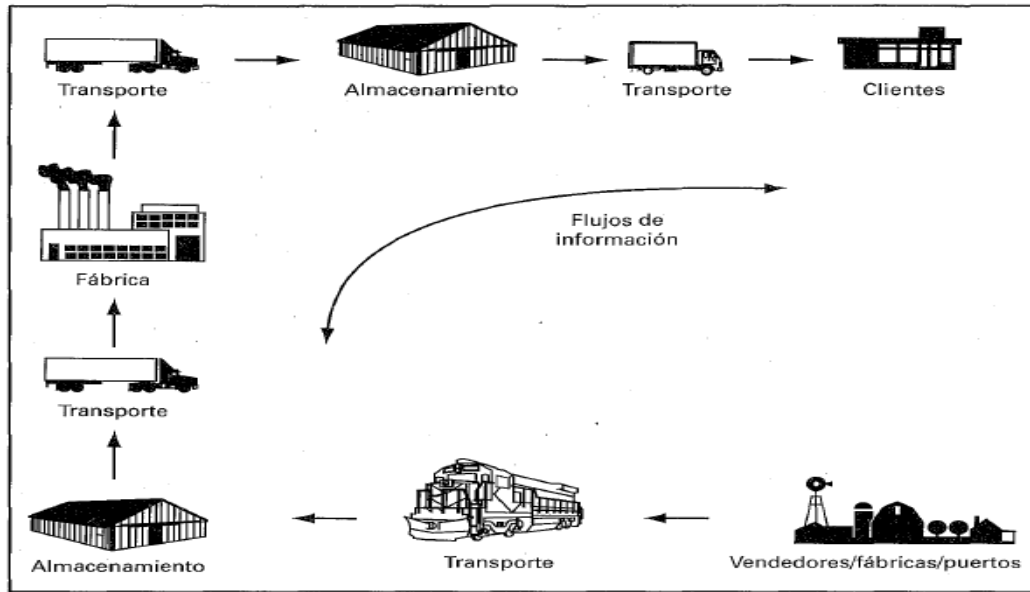 Transporte
Almacenamiento
Transporte
Clientes
Flujos de
información
Fábrica
Transporte
Almacenamiento
Transporte
Vendedores/fábricas/puertos